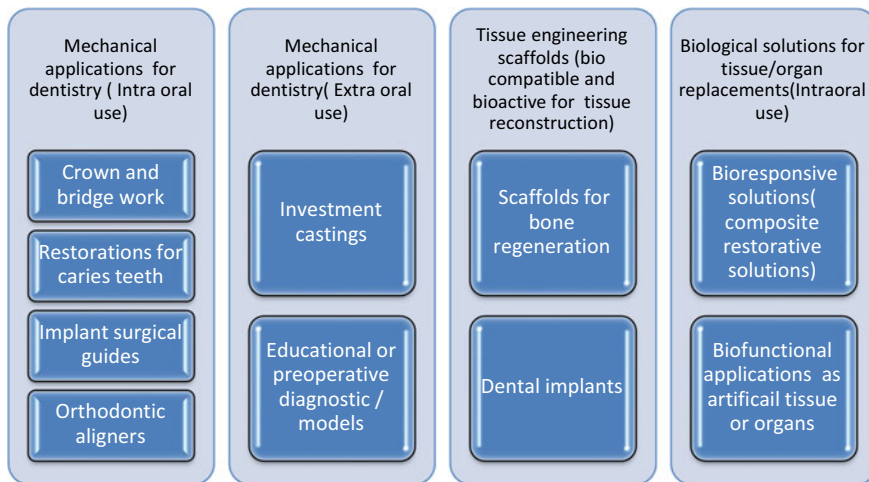 Mechanical
applications for
dentistry ( Intra oral
use)
Crown and
bridge work
Restorations for
caries teeth
Implant surgical
guides
Orthodontic
aligners
Mechanical
applications for
dentistry( Extra oral
use)
Investment
castings
Educational or
preoperative
diagnostic /
models
Tissue engineering
scaffolds (bio
compatible and
bioactive for tissue
reconstruction)
Scaffolds for
bone
regeneration
Dental implants
Biological solutions for
tissue/organ
replacements(Intraoral
use)
Bioresponsive
solutions(
composite
restorative
solutions)
Biofunctional
applications as
artificail tissue
or organs